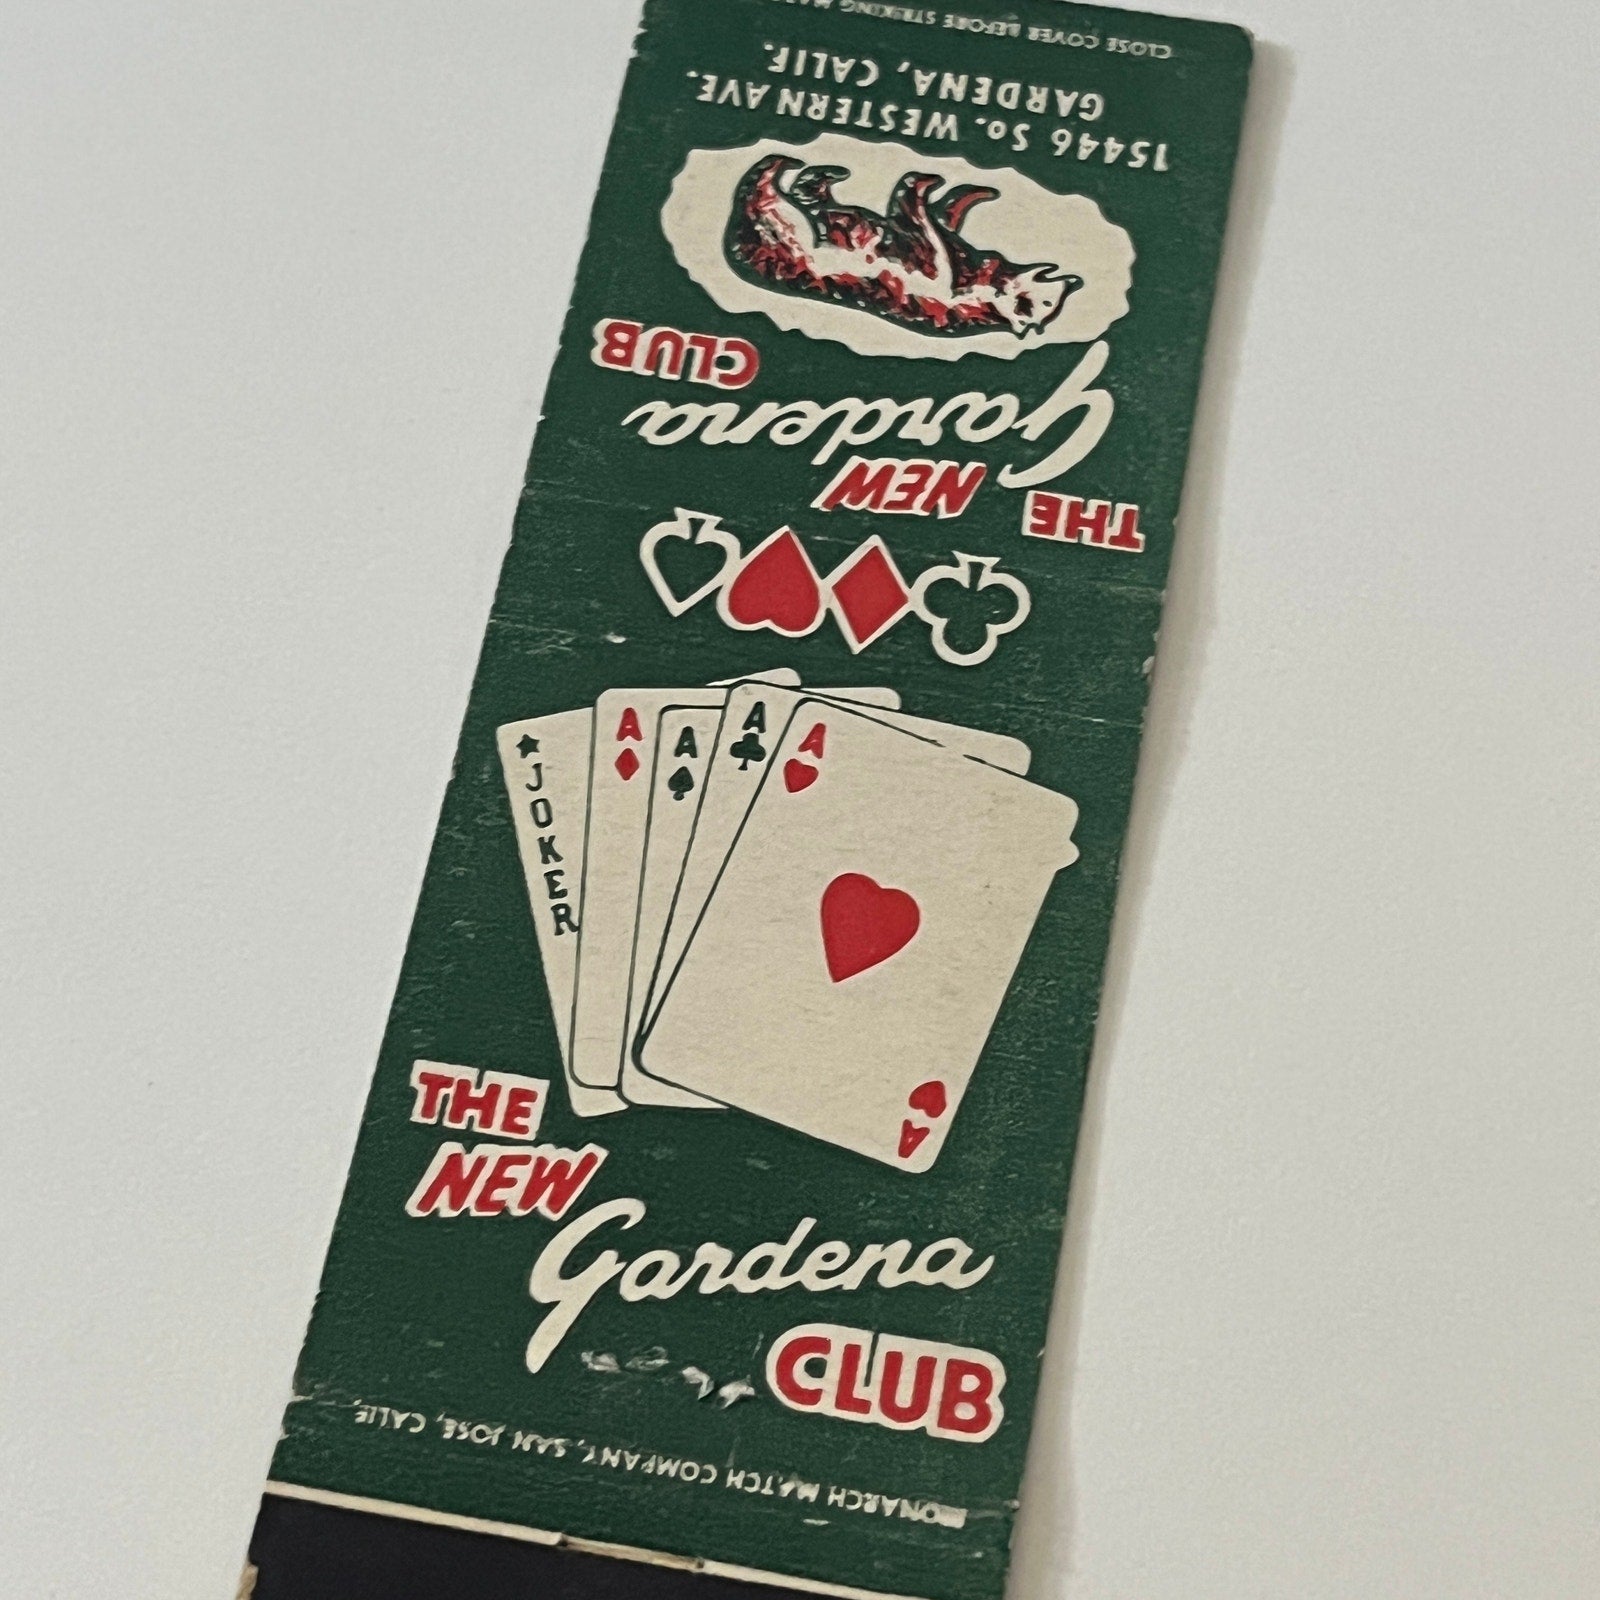 CLOSE COVER BEFORE STRIKING
15446 So. WESTERN AVE.
GARDENA, CALIF.
THE NEW
Gardena
CLUB
★JOKER
A
A
A
A
A
THE
NEW
Gardena
CLUB
MONARCH MATCH COMPANY, SAN JOSE, CALIF.